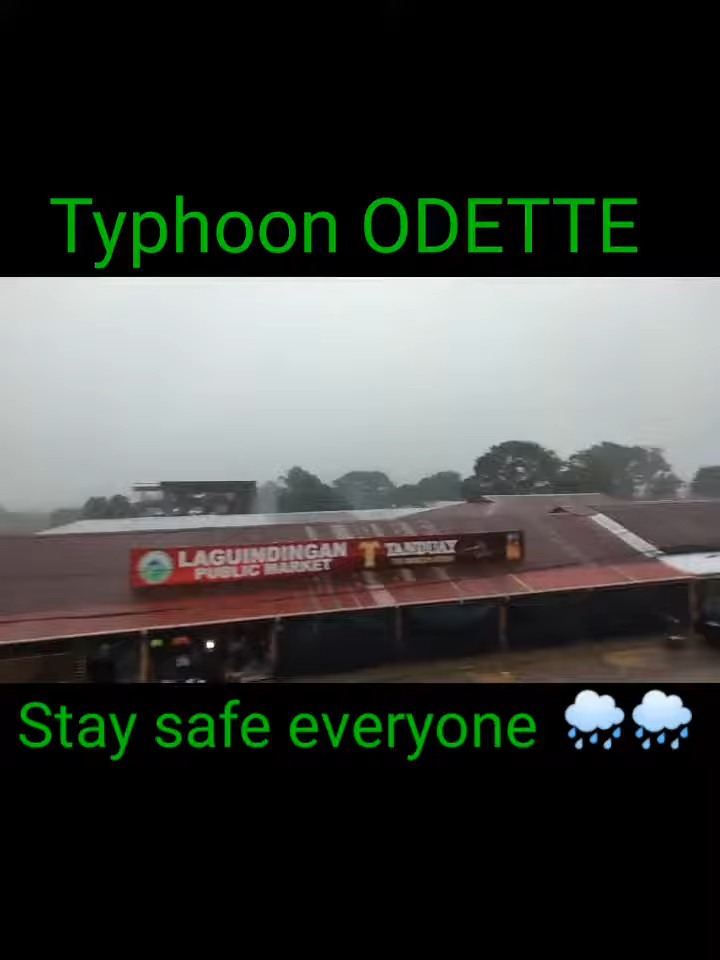 Typhoon ODETTE
LAGUINDINGAN
PUBLIC MARKET
TANDUAY
Stay safe everyone 🌧️🌧️